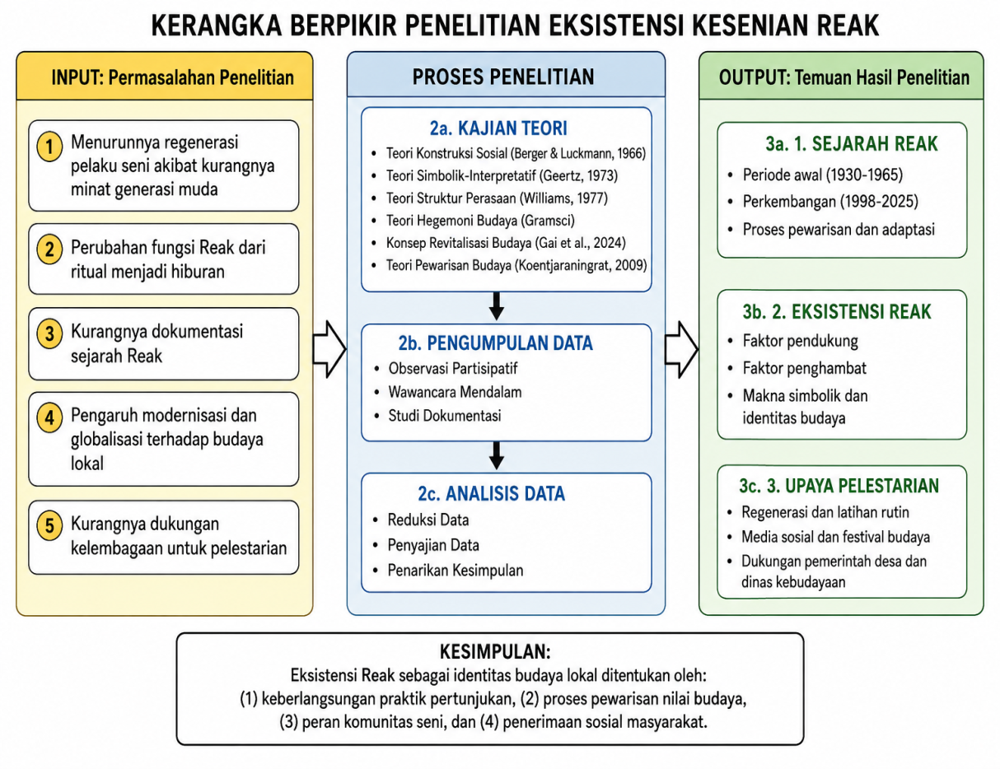 KERANGKA BERPIKIR PENELITIAN EKSISTENSI KESENIAN REAK
INPUT: Permasalahan Penelitian
1
Menurunnya regenerasi
pelaku seni akibat kurangnya
minat generasi muda
2
Perubahan fungsi Reak dari
ritual menjadi hiburan
3
Kurangnya dokumentasi
sejarah Reak
4
Pengaruh modernisasi dan
globalisasi terhadap budaya
lokal
5
Kurangnya dukungan
kelembagaan untuk pelestarian
PROSES PENELITIAN
2a. KAJIAN TEORI
• Teori Konstruksi Sosial (Berger & Luckmann, 1966)
• Teori Simbolik-Interpretatif (Geertz, 1973)
• Teori Struktur Perasaan (Williams, 1977)
• Teori Hegemoni Budaya (Gramsci)
• Konsep Revitalisasi Budaya (Gai et al., 2024)
• Teori Pewarisan Budaya (Koentjaraningrat, 2009)
2b. PENGUMPULAN DATA
• Observasi Partisipatif
• Wawancara Mendalam
• Studi Dokumentasi
2c. ANALISIS DATA
• Reduksi Data
• Penyajian Data
• Penarikan Kesimpulan
OUTPUT: Temuan Hasil Penelitian
3a. 1. SEJARAH REAK
• Periode awal (1930-1965)
• Perkembangan (1998-2025)
• Proses pewarisan dan adaptasi
3b. 2. EKSISTENSI REAK
• Faktor pendukung
• Faktor penghambat
• Makna simbolik dan
identitas budaya
3c. 3. UPAYA PELESTARIAN
• Regenerasi dan latihan rutin
• Media sosial dan festival budaya
• Dukungan pemerintah desa dan
dinas kebudayaan
KESIMPULAN:
Eksistensi Reak sebagai identitas budaya lokal ditentukan oleh:
(1) keberlangsungan praktik pertunjukan, (2) proses pewarisan nilai budaya,
(3) peran komunitas seni, dan (4) penerimaan sosial masyarakat.